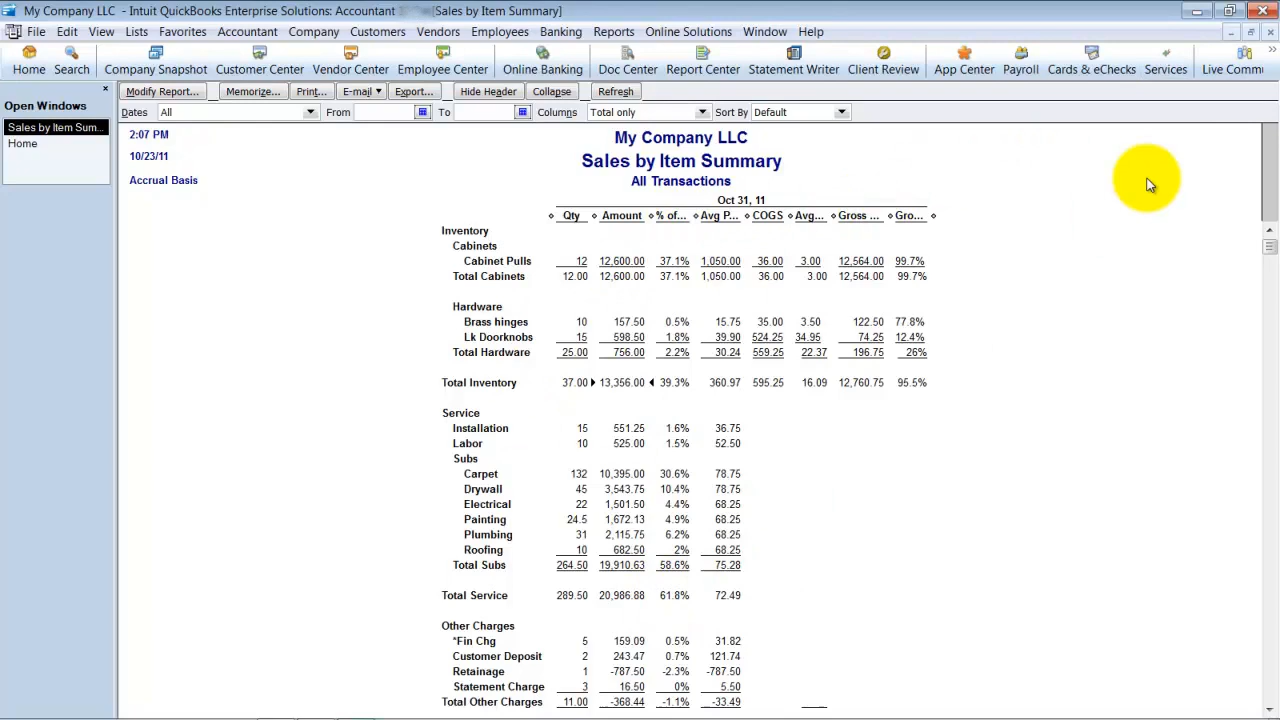 My Company LLC - Intuit QuickBooks Enterprise Solutions: Accountant [Sales by Item Summary]
File Edit View Lists Favorites Accountant Company Customers Vendors Employees Banking Reports Online Solutions Window Help
Home Search Company Snapshot Customer Center Vendor Center Employee Center Online Banking Doc Center Report Center Statement Writer Client Review App Center Payroll Cards & eChecks Services Live Commu
Open Windows
Sales by Item Sum...
Home
Modify Report... Memorize... Print... E-mail Export... Hide Header Collapse Refresh
Dates All From To Columns Total only Sort By Default
2:07 PM
10/23/11
Accrual Basis
My Company LLC
Sales by Item Summary
All Transactions
Oct 31, 11
Qty Amount % of... Avg P... COGS Avg... Gross ... Gro...
Inventory
Cabinets
Cabinet Pulls 12 12,600.00 37.1% 1,050.00 36.00 3.00 12,564.00 99.7%
Total Cabinets 12.00 12,600.00 37.1% 1,050.00 36.00 3.00 12,564.00 99.7%
Hardware
Brass hinges 10 157.50 0.5% 15.75 35.00 3.50 122.50 77.8%
Lk Doorknobs 15 598.50 1.8% 39.90 524.25 34.95 74.25 12.4%
Total Hardware 25.00 756.00 2.2% 30.24 559.25 22.37 196.75 26%
Total Inventory 37.00 13,356.00 39.3% 360.97 595.25 16.09 12,760.75 95.5%
Service
Installation 15 551.25 1.6% 36.75
Labor 10 525.00 1.5% 52.50
Subs
Carpet 132 10,395.00 30.6% 78.75
Drywall 45 3,543.75 10.4% 78.75
Electrical 22 1,501.50 4.4% 68.25
Painting 24.5 1,672.13 4.9% 68.25
Plumbing 31 2,115.75 6.2% 68.25
Roofing 10 682.50 2% 68.25
Total Subs 264.50 19,910.63 58.6% 75.28
Total Service 289.50 20,986.88 61.8% 72.49
Other Charges
*Fin Chg 5 159.09 0.5% 31.82
Customer Deposit 2 243.47 0.7% 121.74
Retainage 1 -787.50 -2.3% -787.50
Statement Charge 3 16.50 0% 5.50
Total Other Charges 11.00 -368.44 -1.1% -33.49